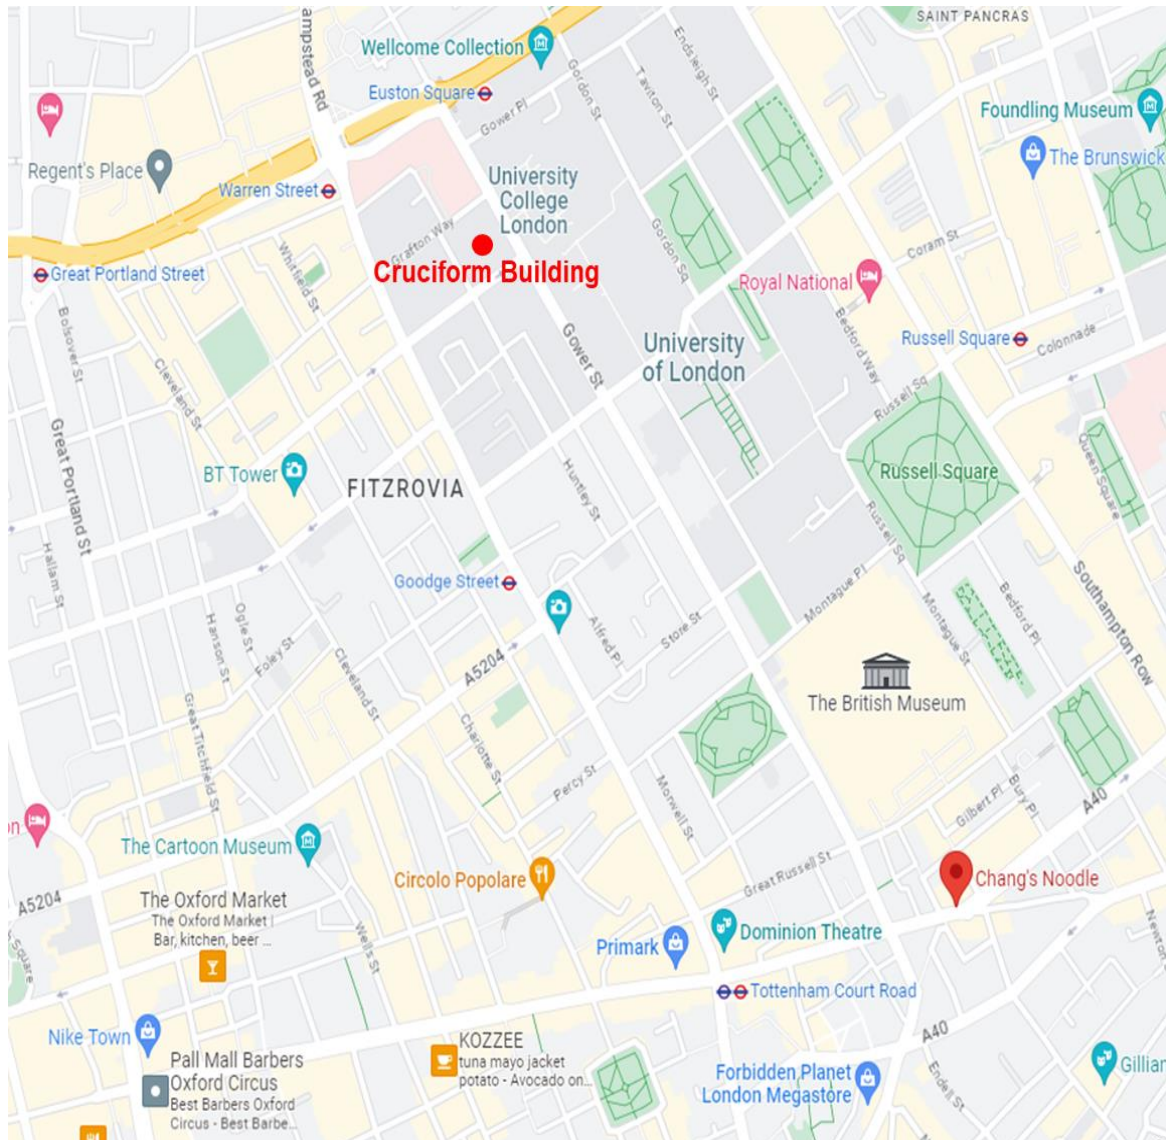 SAINT PANCRAS
ampstead Rd
Wellcome Collection
Endsleigh St
Gordon St
Taviton St
Euston Square
Gower Pl
Foundling Museum
The Brunswick
Regent's Place
Warren Street
University
College
London
Grafton Way
Cruciform Building
Gordon Sq
Coram St
Whitfield St
Great Portland Street
Royal National
Bolsover St
Bedford Way
Russell Square
Colonnade
Gower St
University
of London
Cleveland St
Russell Sq
Great Portland St
BT Tower
FITZROVIA
Huntley St
Russell Square
Queen Square
Russell Sq
Hallam St
Goodge Street
Montague Pl
Southampton Row
Ogle St
Hanson St
Foley St
Alfred Pl
Store St
Montague St
Bedford Pl
Cleveland St
A5204
The British Museum
Great Titchfield St
Charlotte St
Percy St
Morwell St
Gilbert Pl
Bury Pl
A40
on
The Cartoon Museum
Circolo Popolare
Great Russell St
Chang's Noodle
A5204
The Oxford Market
The Oxford Market |
Bar, kitchen, beer ...
Wells St
Primark
Dominion Theatre
Newton
Square
Tottenham Court Road
Nike Town
KOZZEE
tuna mayo jacket
potato - Avocado on...
A40
Pall Mall Barbers
Oxford Circus
Best Barbers Oxford
Circus - Best Barbe...
Forbidden Planet
London Megastore
Endell St
Gillian